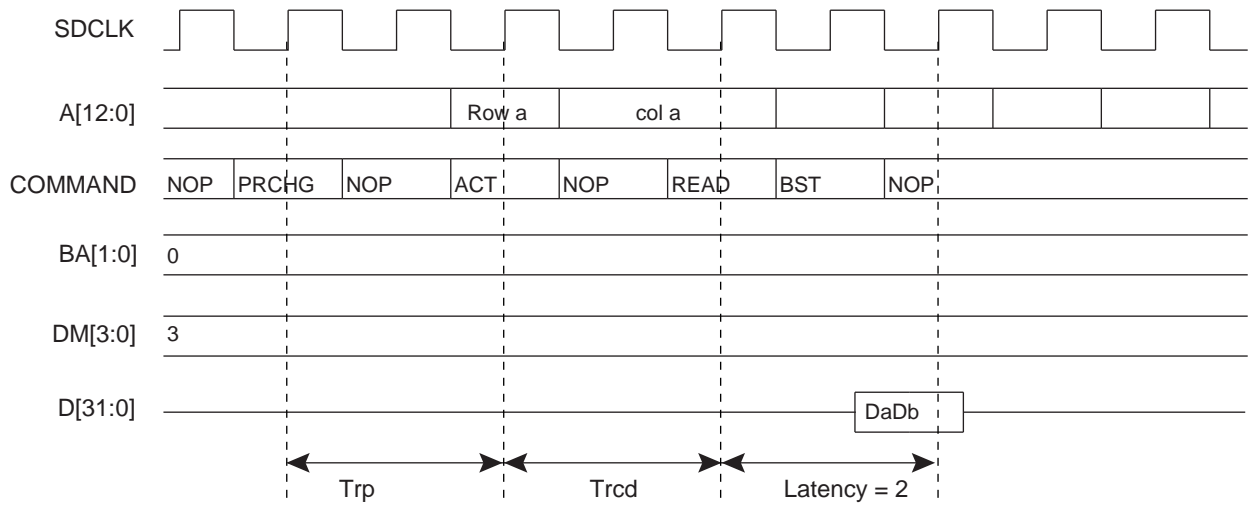 SDCLK
A[12:0] Row a col a
COMMAND NOP PRCHG NOP ACT NOP READ BST NOP
BA[1:0] 0
DM[3:0] 3
D[31:0] DaDb
Trp Trcd Latency = 2